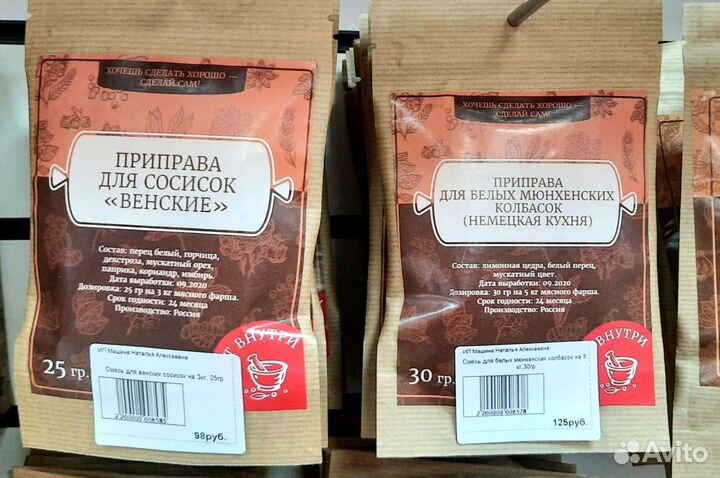 ХОЧЕШЬ СДЕЛАТЬ ХОРОШО —
СДЕЛАЙ САМ!
ПРИПРАВА
ДЛЯ СОСИСОК
«ВЕНСКИЕ»
Состав: перец белый, горчица,
декстроза, мускатный орех,
паприка, кориандр, имбирь.
Дата выработки: 09.2020
Дозировка: 25 гр на 3 кг мясного фарша.
Срок годности: 24 месяца
Производство: Россия
25 гр.
ВНУТРИ
ИП Машина Наталья Алексеевна
Смесь для венских сосисок на 3кг, 25гр
98руб.
ХОЧЕШЬ СДЕЛАТЬ ХОРОШО —
СДЕЛАЙ САМ!
ПРИПРАВА
ДЛЯ БЕЛЫХ МЮНХЕНСКИХ
КОЛБАСОК
(НЕМЕЦКАЯ КУХНЯ)
Состав: лимонная цедра, белый перец,
мускатный цвет.
Дата выработки: 09.2020
Дозировка: 30 гр на 5 кг мясного фарша.
Срок годности: 24 месяца
Производство: Россия
30 гр.
ВНУТРИ
ИП Машина Наталья Алексеевна
Смесь для белых мюнхенских колбасок на 5
кг,30гр
125руб.
Avito